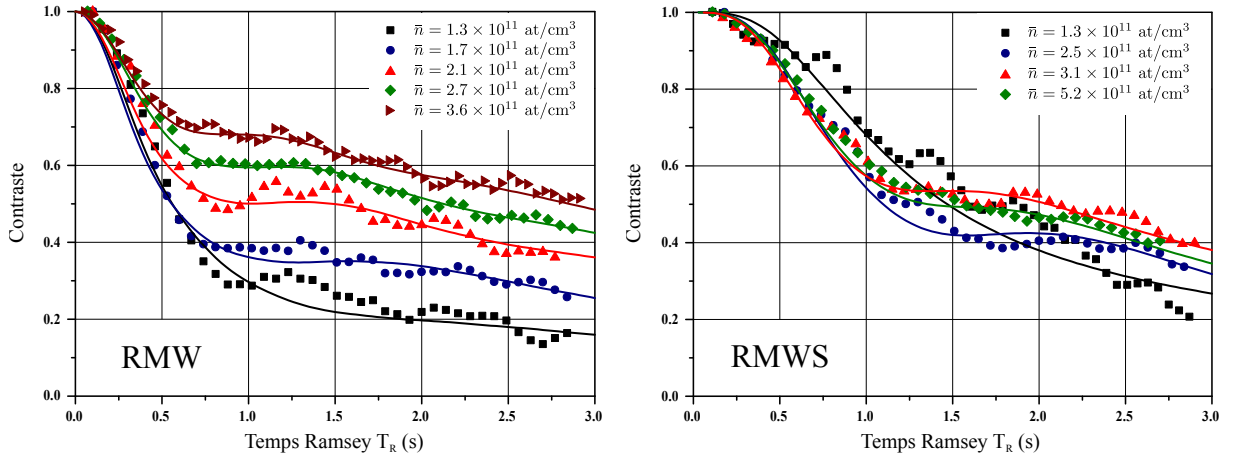 1.0
0.8
0.6
0.4
0.2
0.0
Contraste
n̄ = 1.3 × 10¹¹ at/cm³
n̄ = 1.7 × 10¹¹ at/cm³
n̄ = 2.1 × 10¹¹ at/cm³
n̄ = 2.7 × 10¹¹ at/cm³
n̄ = 3.6 × 10¹¹ at/cm³
RMW
0.0 0.5 1.0 1.5 2.0 2.5 3.0
Temps Ramsey T_R (s)
1.0
0.8
0.6
0.4
0.2
0.0
Contraste
n̄ = 1.3 × 10¹¹ at/cm³
n̄ = 2.5 × 10¹¹ at/cm³
n̄ = 3.1 × 10¹¹ at/cm³
n̄ = 5.2 × 10¹¹ at/cm³
RMWS
0.0 0.5 1.0 1.5 2.0 2.5 3.0
Temps Ramsey T_R (s)